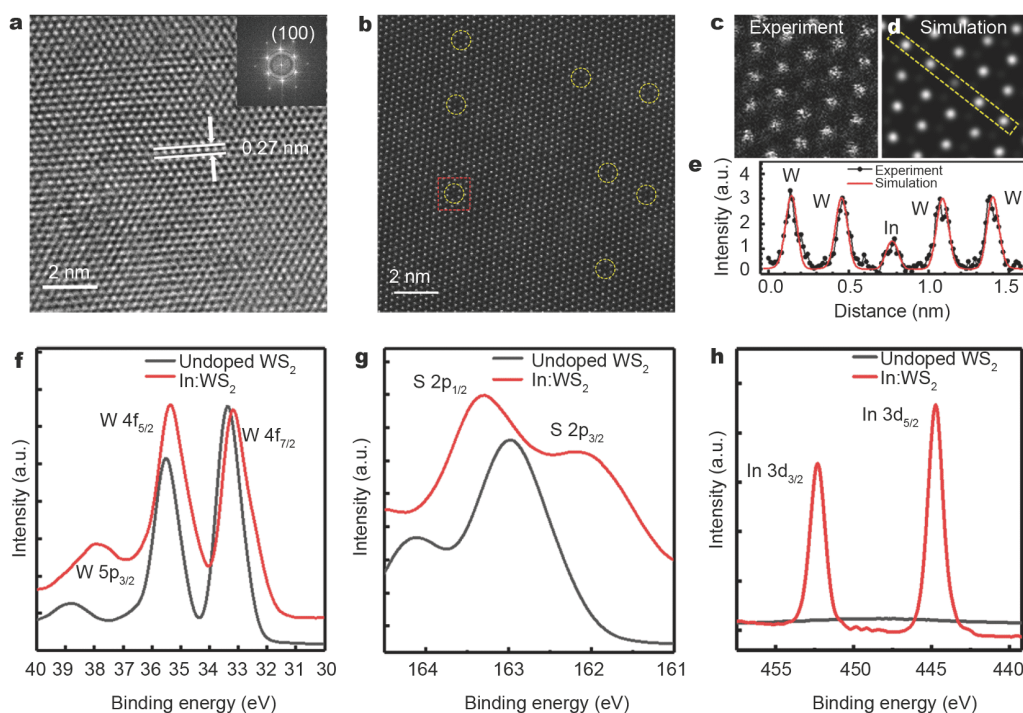 a
(100)
0.27 nm
2 nm
b
2 nm
c
Experiment
d
Simulation
e
Intensity (a.u.)
3
2
1
0
Experiment
Simulation
W
W
In
W
W
0.0
0.5
1.0
1.5
Distance (nm)
f
Undoped WS₂
In:WS₂
W 4f₅/₂
W 4f₇/₂
W 5p₃/₂
Intensity (a.u.)
40 39 38 37 36 35 34 33 32 31 30
Binding energy (eV)
g
Undoped WS₂
In:WS₂
S 2p₁/₂
S 2p₃/₂
Intensity (a.u.)
164 163 162 161
Binding energy (eV)
h
Undoped WS₂
In:WS₂
In 3d₅/₂
In 3d₃/₂
Intensity (a.u.)
455 450 445 440
Binding energy (eV)